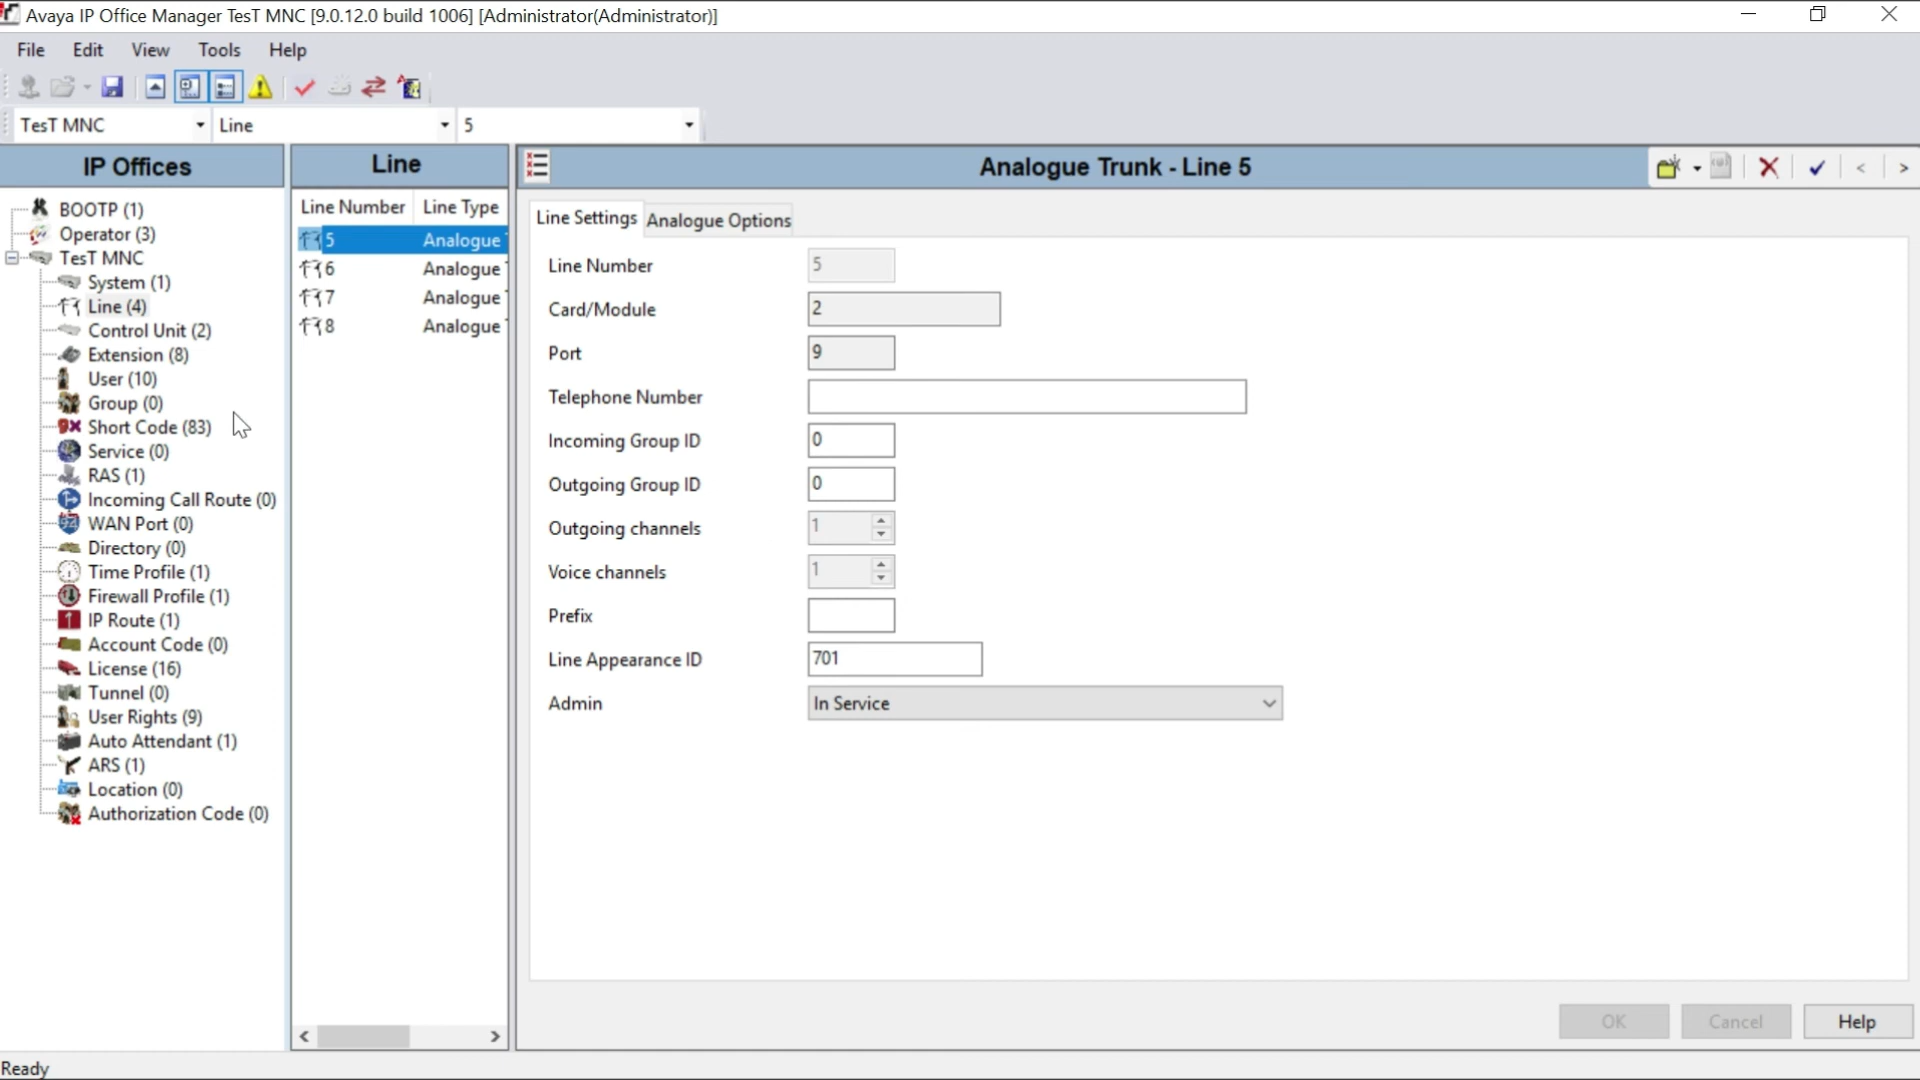 Avaya IP Office Manager TesT MNC [9.0.12.0 build 1006] [Administrator(Administrator)]
File Edit View Tools Help
TesT MNC Line 5
IP Offices
BOOTP (1)
Operator (3)
TesT MNC
System (1)
Line (4)
Control Unit (2)
Extension (8)
User (10)
Group (0)
Short Code (83)
Service (0)
RAS (1)
Incoming Call Route (0)
WAN Port (0)
Directory (0)
Time Profile (1)
Firewall Profile (1)
IP Route (1)
Account Code (0)
License (16)
Tunnel (0)
User Rights (9)
Auto Attendant (1)
ARS (1)
Location (0)
Authorization Code (0)
Line
Line Number Line Type
5 Analogue
6 Analogue
7 Analogue
8 Analogue
Analogue Trunk - Line 5
Line Settings Analogue Options
Line Number 5
Card/Module 2
Port 9
Telephone Number
Incoming Group ID 0
Outgoing Group ID 0
Outgoing channels 1
Voice channels 1
Prefix
Line Appearance ID 701
Admin In Service
OK Cancel Help
Ready